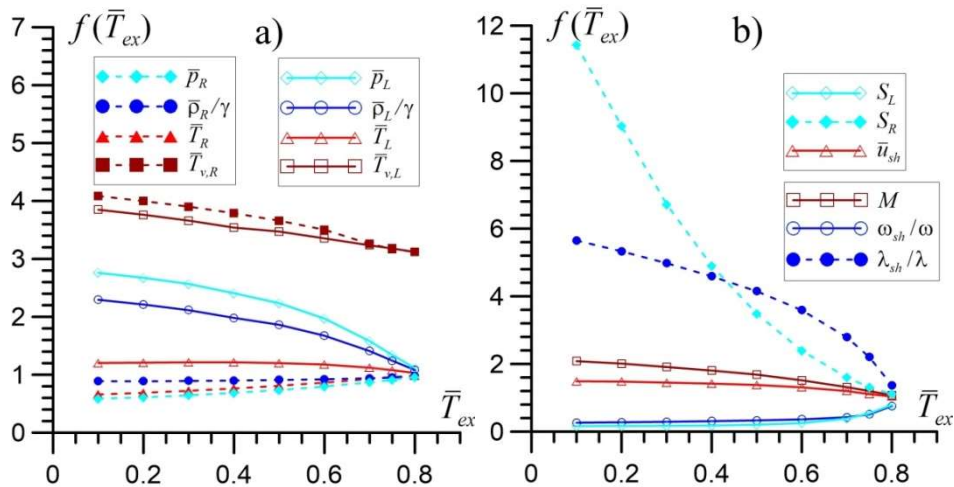 7
6
5
4
3
2
1
0
f(T̅ex)
a)
p̅R
ρ̅R/γ
T̅R
T̅v,R
p̅L
ρ̅L/γ
T̅L
T̅v,L
T̅ex
0 0.2 0.4 0.6 0.8
12
10
8
6
4
2
0
f(T̅ex)
b)
SL
SR
u̅sh
M
ωsh/ω
λsh/λ
T̅ex
0 0.2 0.4 0.6 0.8